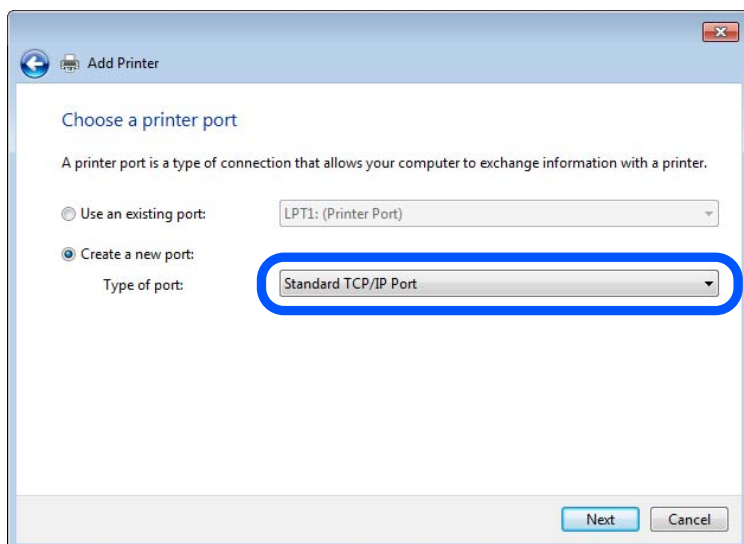 Add Printer
Choose a printer port
A printer port is a type of connection that allows your computer to exchange information with a printer.
Use an existing port: LPT1: (Printer Port)
Create a new port:
Type of port: Standard TCP/IP Port
Next Cancel